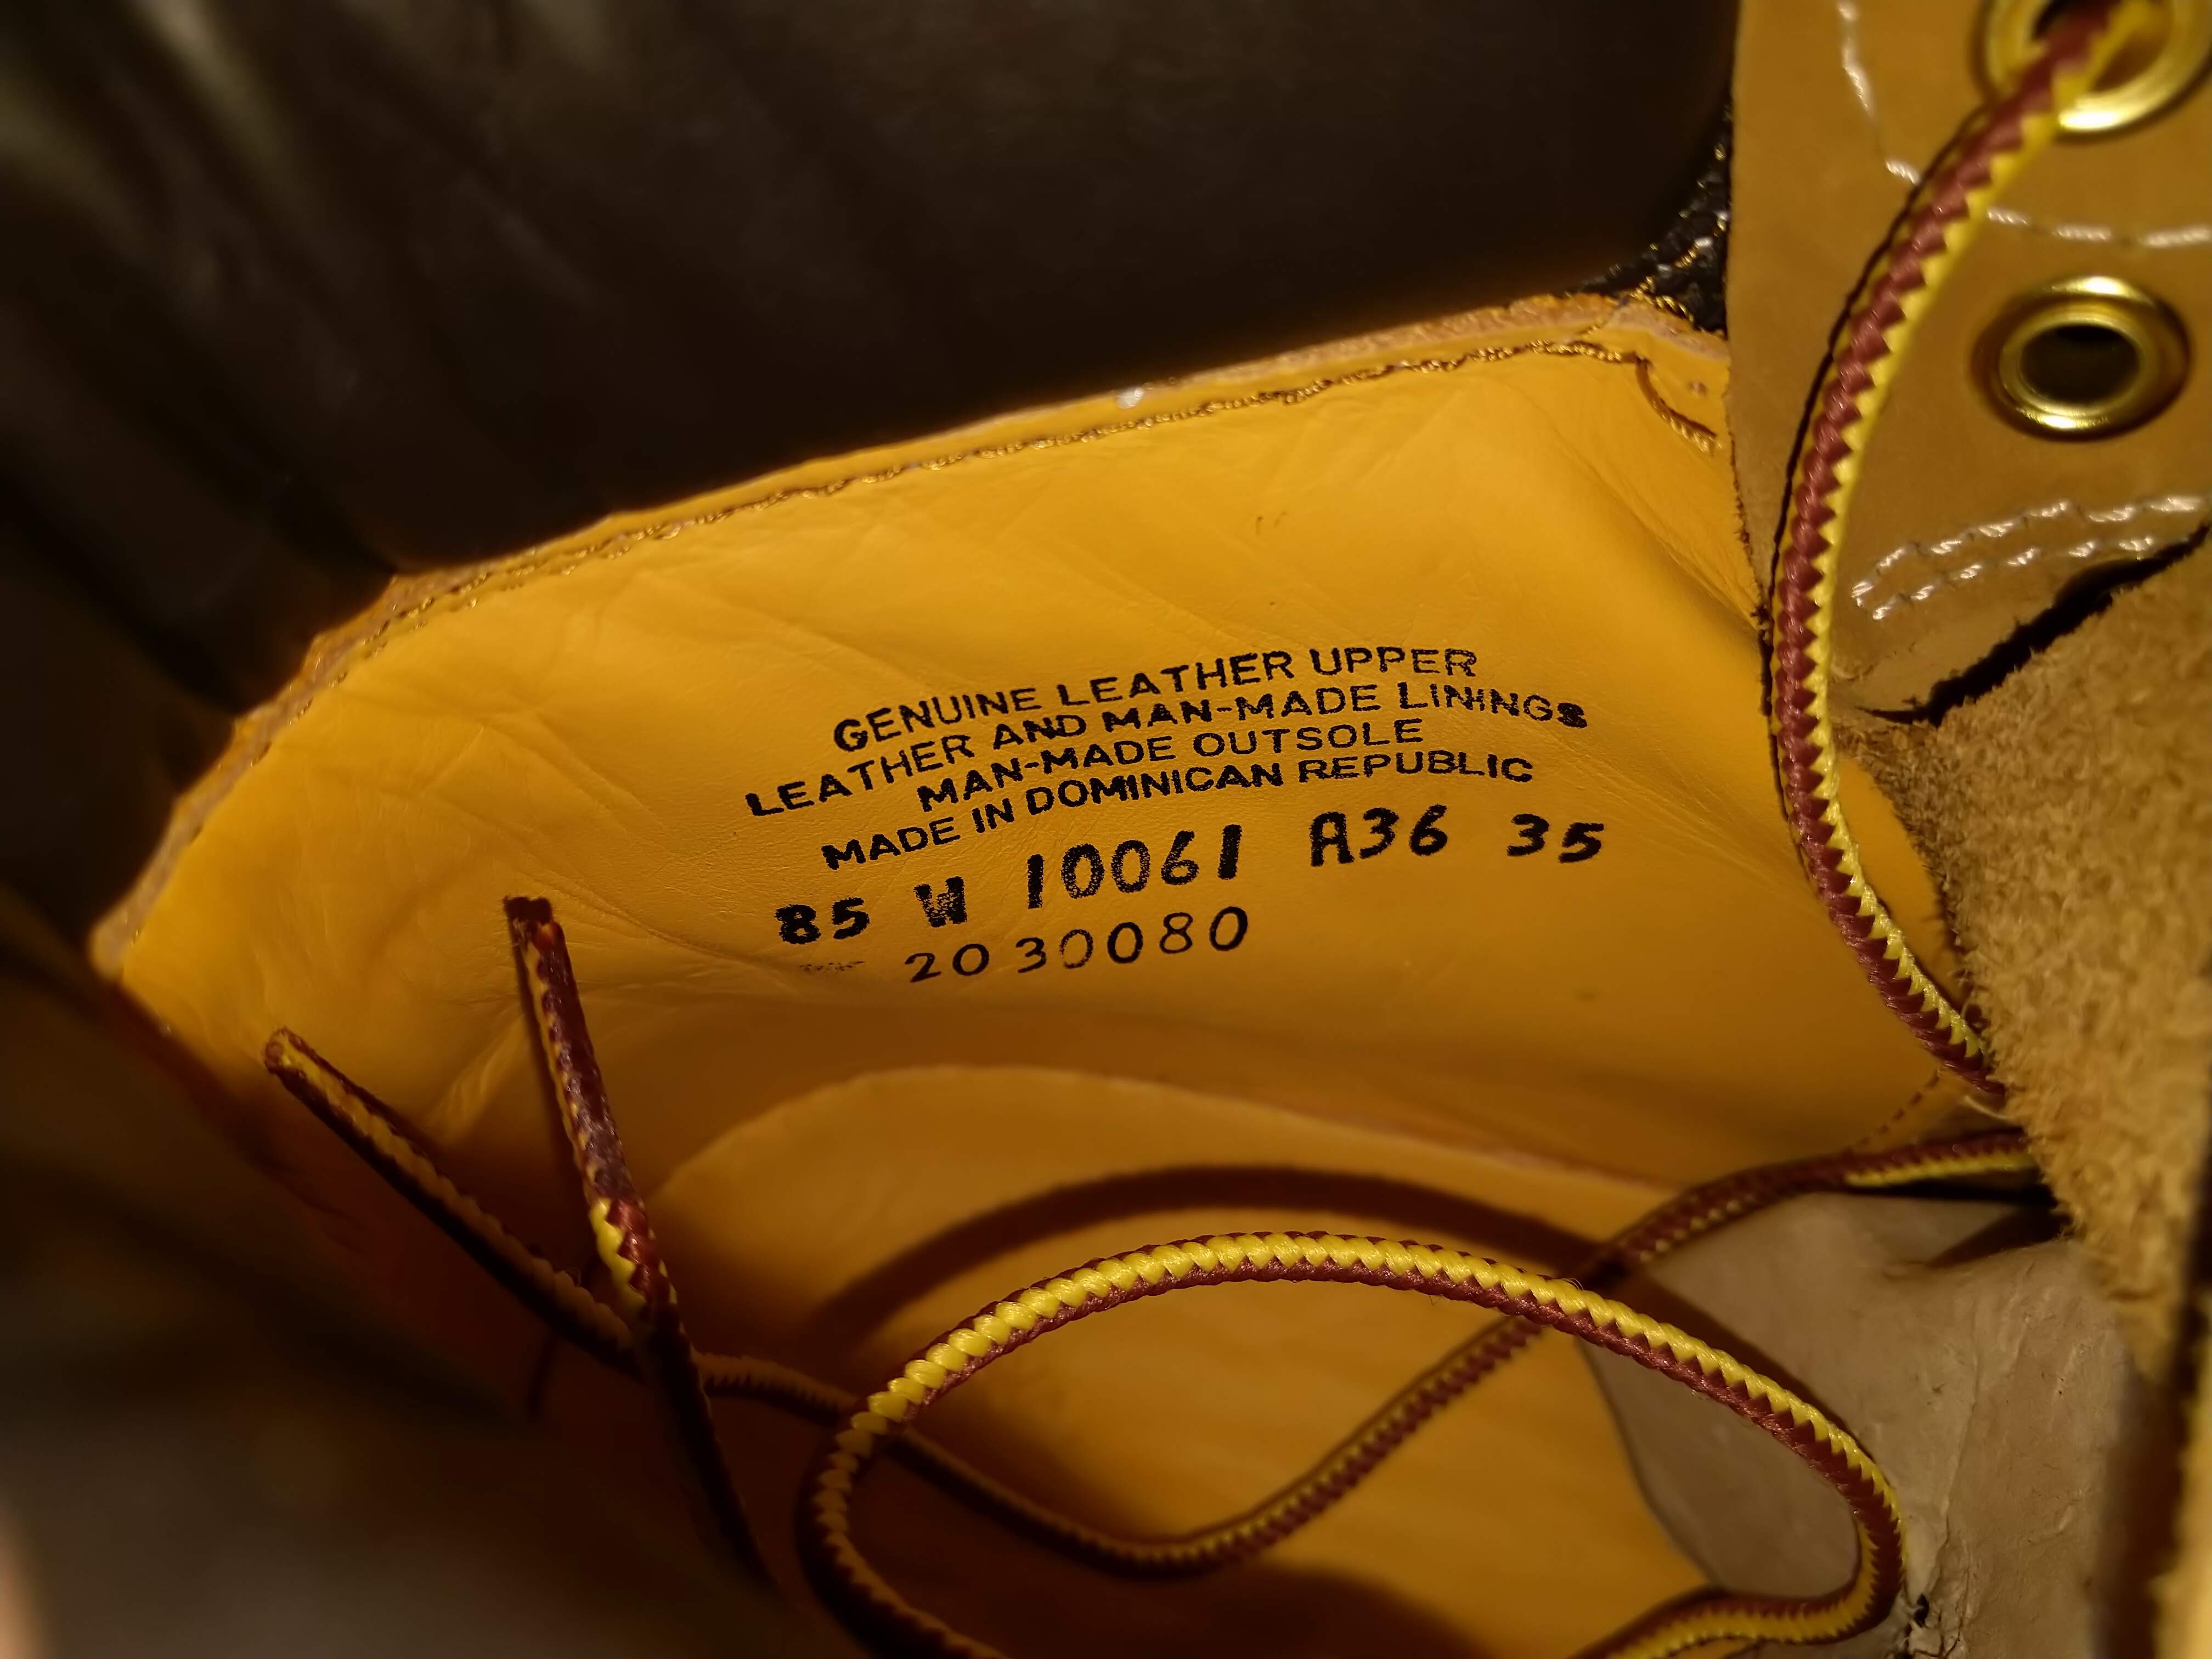 GENUINE LEATHER UPPER
LEATHER AND MAN-MADE LININGS
MAN-MADE OUTSOLE
MADE IN DOMINICAN REPUBLIC
85 W 10061 A36 35
2030080